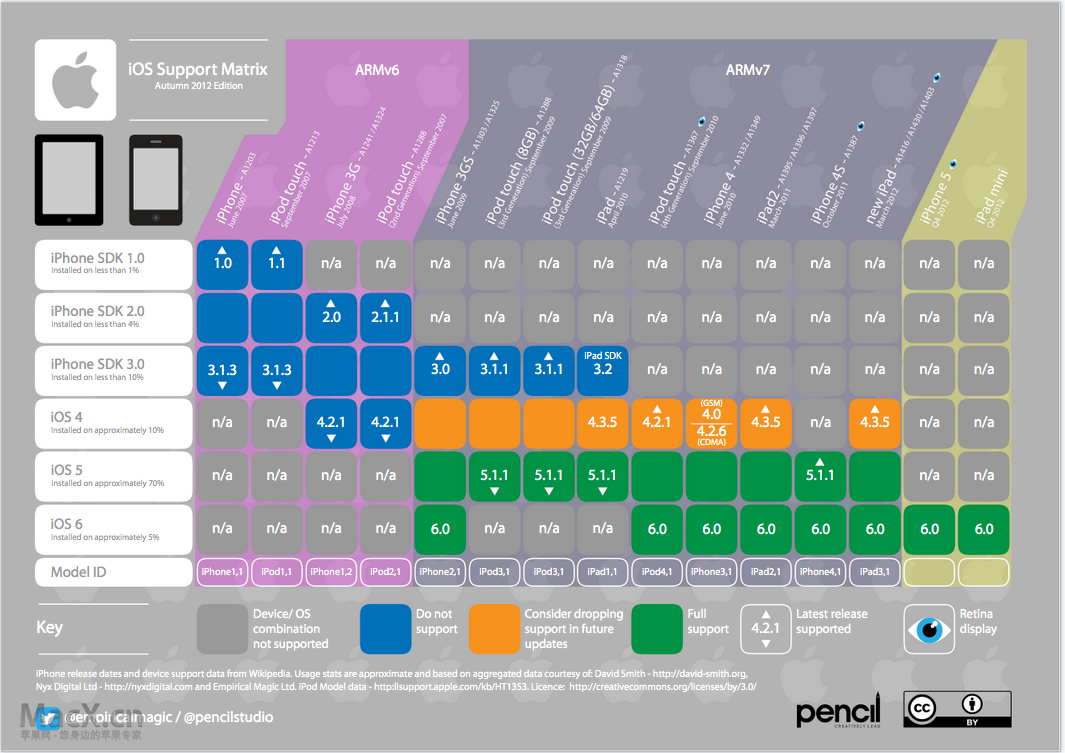 iOS Support Matrix
Autumn 2012 Edition
ARMv6
ARMv7
iPhone – A1203
June 2007
iPod touch – A1213
September 2007
iPhone 3G – A1241 / A1324
July 2008
iPod touch – A1288
(2nd Generation) September 2007
iPhone 3GS – A1303 / A1325
June 2009
iPod touch (8GB) – A1288
(3rd Generation) September 2009
iPod touch (32GB/64GB) – A1318
(3rd Generation) September 2009
iPad – A1219
April 2010
iPod touch – A1367
(4th Generation) September 2010
iPhone 4 – A1332 / A1349
June 2010
iPad2 – A1395 / A1396 / A1397
March 2011
iPhone 4S – A1387
October 2011
new iPad – A1416 / A1430 / A1403
March 2012
iPhone 5
Q4 2012
iPad mini
Q4 2012
iPhone SDK 1.0
Installed on less than 1%
1.0 1.1 n/a n/a n/a n/a n/a n/a n/a n/a n/a n/a n/a n/a n/a
iPhone SDK 2.0
Installed on less than 4%
2.0 2.1.1 n/a n/a n/a n/a n/a n/a n/a n/a n/a n/a n/a
iPhone SDK 3.0
Installed on less than 10%
iPad SDK
3.1.3 3.1.3 3.0 3.1.1 3.1.1 3.2 n/a n/a n/a n/a n/a n/a n/a
iOS 4
Installed on approximately 10%
(GSM)
4.0
n/a n/a 4.2.1 4.2.1 4.3.5 4.2.1 4.3.5 n/a 4.3.5 n/a n/a
4.2.6
(CDMA)
iOS 5
Installed on approximately 70%
n/a n/a n/a n/a 5.1.1 5.1.1 5.1.1 5.1.1 n/a n/a
iOS 6
Installed on approximately 5%
n/a n/a n/a n/a 6.0 n/a n/a n/a 6.0 6.0 6.0 6.0 6.0 6.0 6.0
Model ID
iPhone1,1 iPod1,1 iPhone1,2 iPod2,1 iPhone2,1 iPod3,1 iPod3,1 iPad1,1 iPod4,1 iPhone3,1 iPad2,1 iPhone4,1 iPad3,1
Key
Device/ OS
combination
not supported
Do not
support
Consider dropping
support in future
updates
Full
support
4.2.1
Latest release
supported
Retina
display
iPhone release dates and device support data from Wikipedia. Usage stats are approximate and based on aggregated data courtesy of: David Smith - http://david-smith.org,
Nyx Digital Ltd - http://nyxdigital.com and Empirical Magic Ltd. iPod Model data - http://support.apple.com/kb/HT1353. Licence: http://creativecommons.org/licenses/by/3.0/
MacX.cn
@empiricalmagic / @pencilstudio
苹果网 - 您身边的苹果专家
pencil
CREATIVELY LEAD
cc
BY